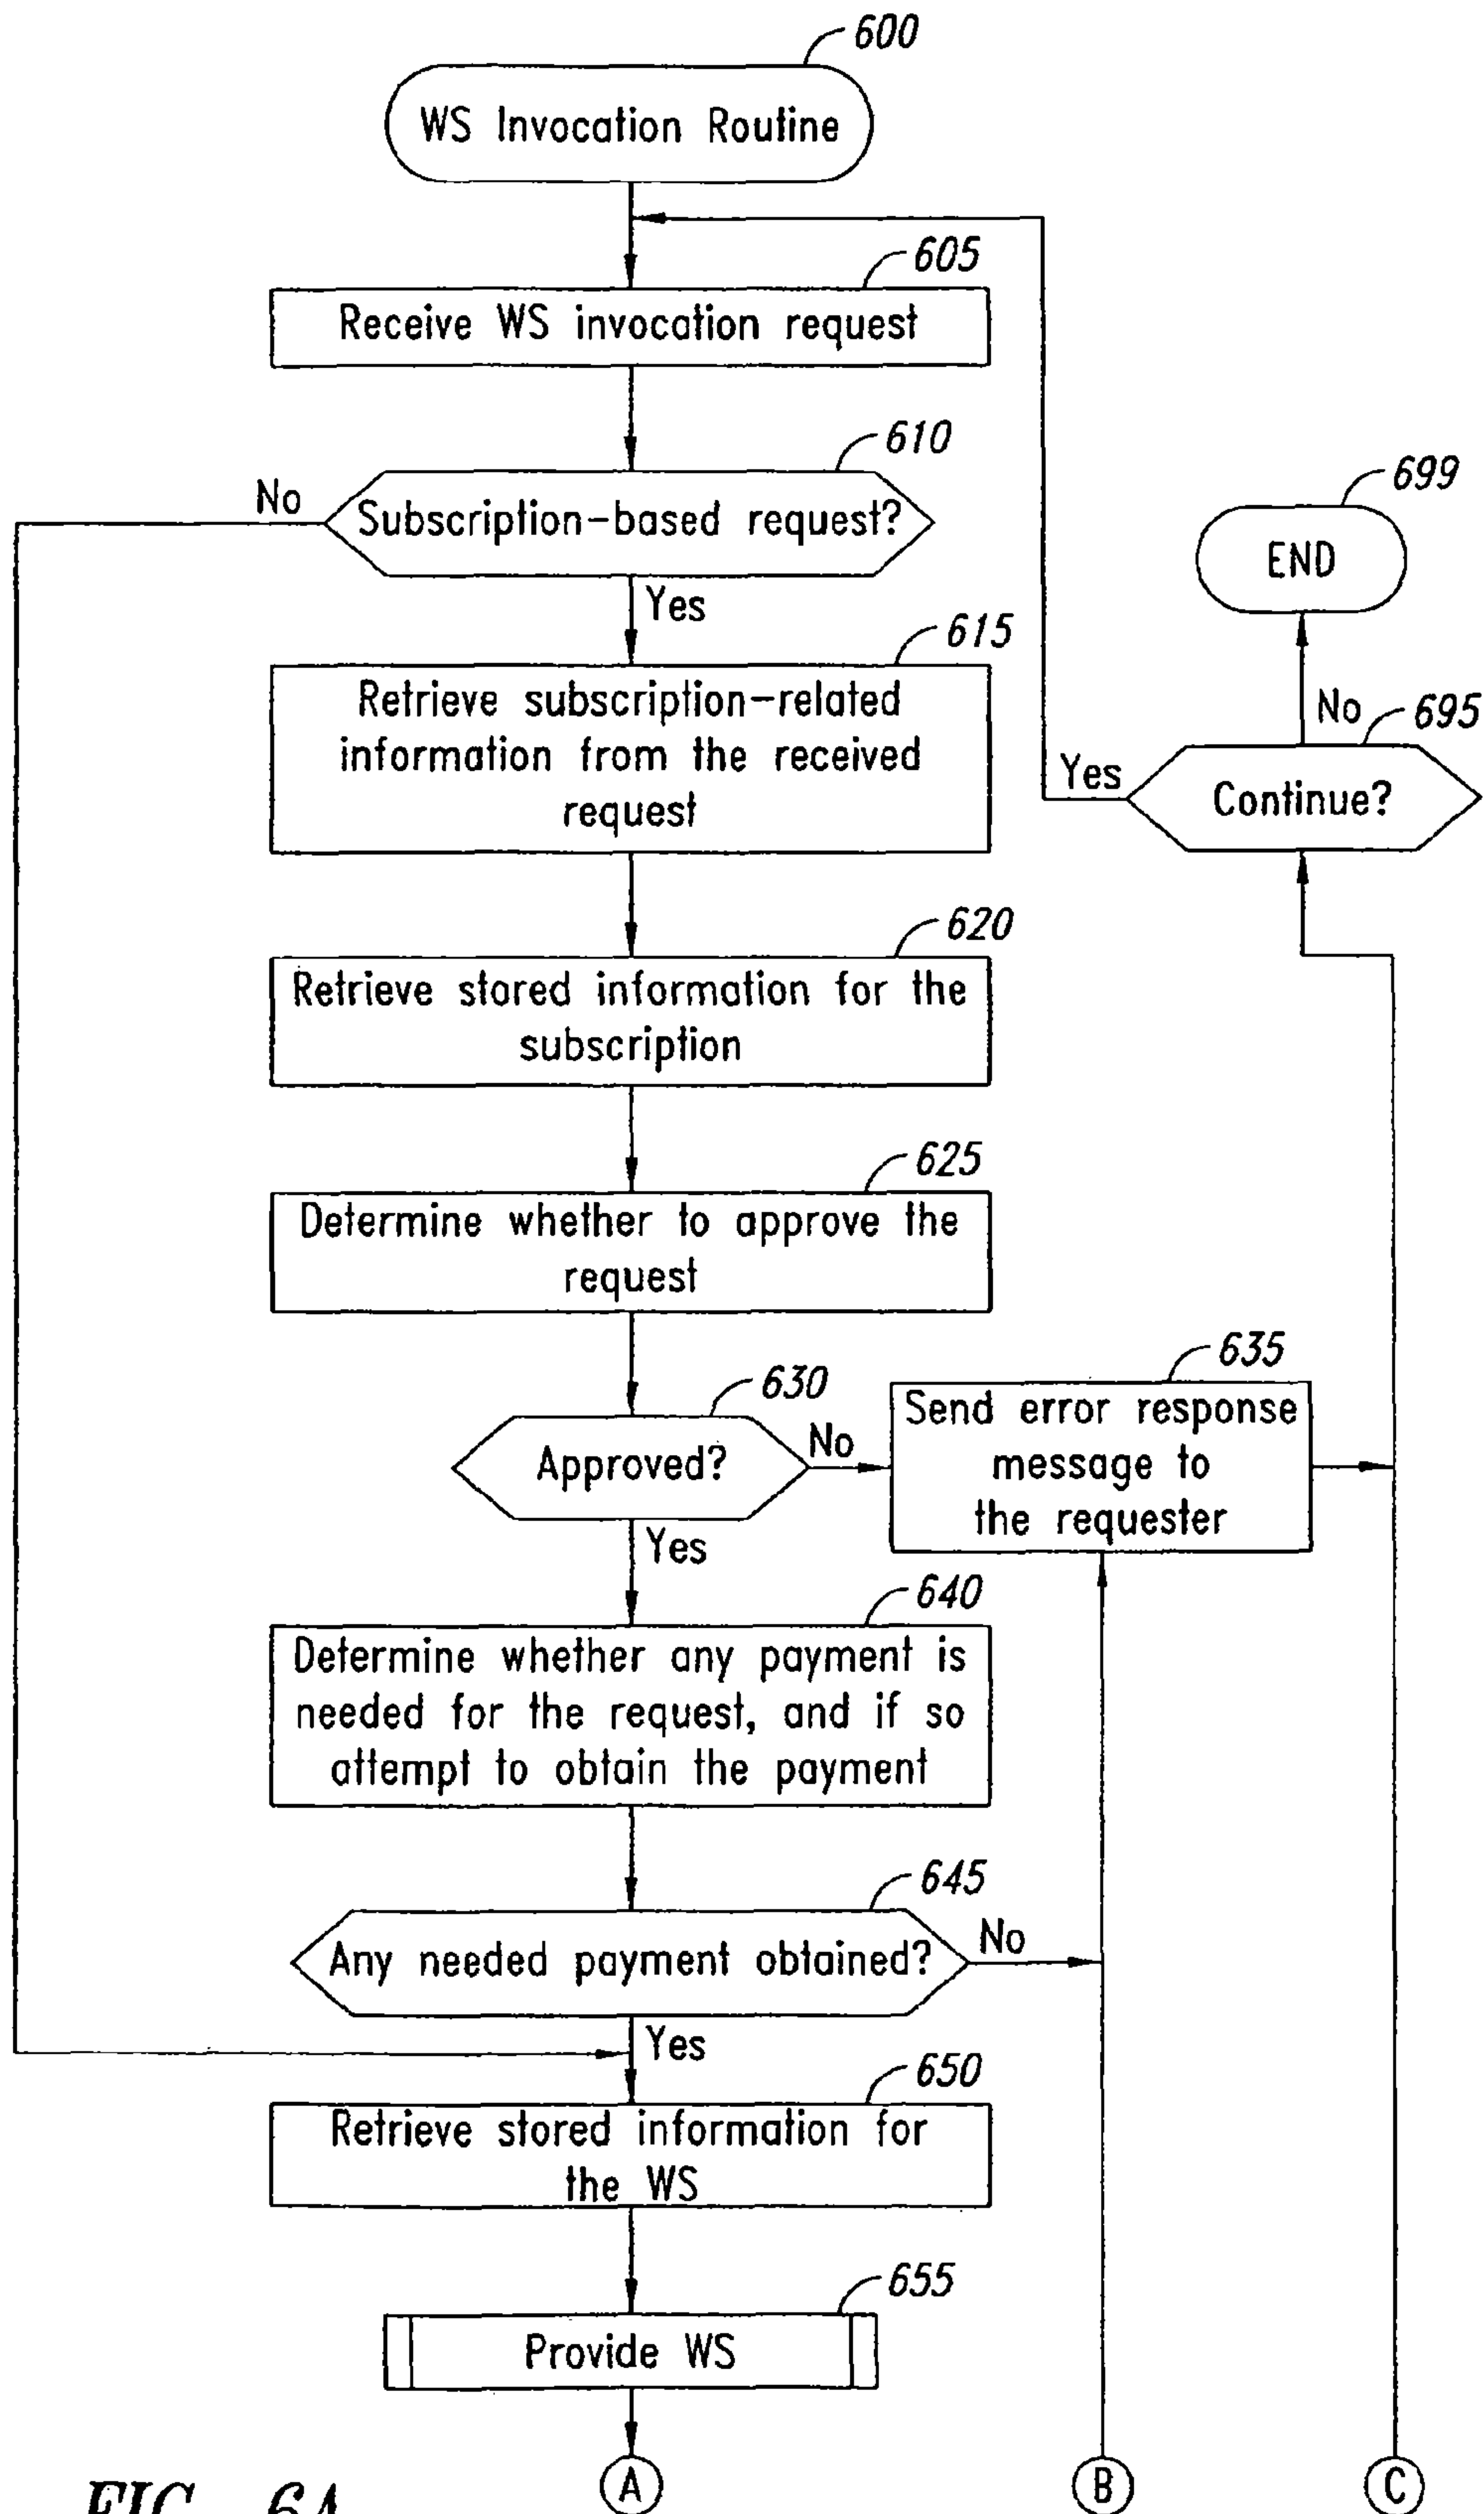 600
WS Invocation Routine
605
Receive WS invocation request
610
No
Subscription-based request?
Yes
699
END
615
Retrieve subscription-related
information from the received
request
No
695
Yes
Continue?
620
Retrieve stored information for the
subscription
625
Determine whether to approve the
request
630
Approved?
No
635
Send error response
message to
the requester
Yes
640
Determine whether any payment is
needed for the request, and if so
attempt to obtain the payment
645
Any needed payment obtained?
No
Yes
650
Retrieve stored information for
the WS
655
Provide WS
A
B
C
FIG. 6A